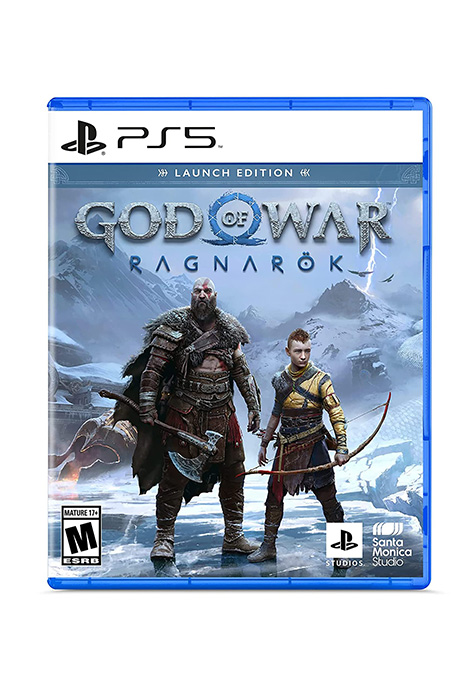 PS5
LAUNCH EDITION
GOD OF WAR
RAGNARÖK
MATURE 17+
M
ESRB
STUDIOS
Santa
Monica
Studio